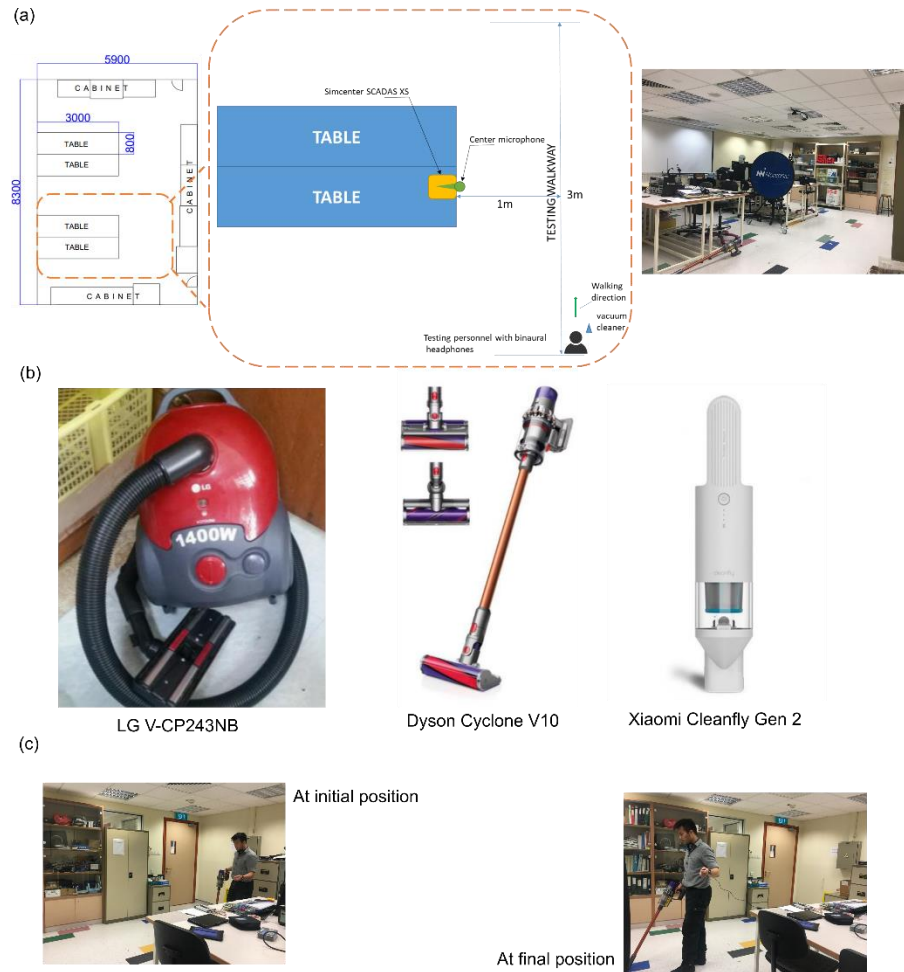 (a)
5900
CABINET
3000
800
TABLE
TABLE
8300
CABINET
TABLE
TABLE
CABINET
Simcenter SCADAS XS
TABLE
Center microphone
TABLE
1m
TESTING WALKWAY
3m
Walking
direction
vacuum
cleaner
Testing personnel with binaural
headphones
(b)
LG
1400W
LG V-CP243NB
Dyson Cyclone V10
Xiaomi Cleanfly Gen 2
(c)
At initial position
At final position